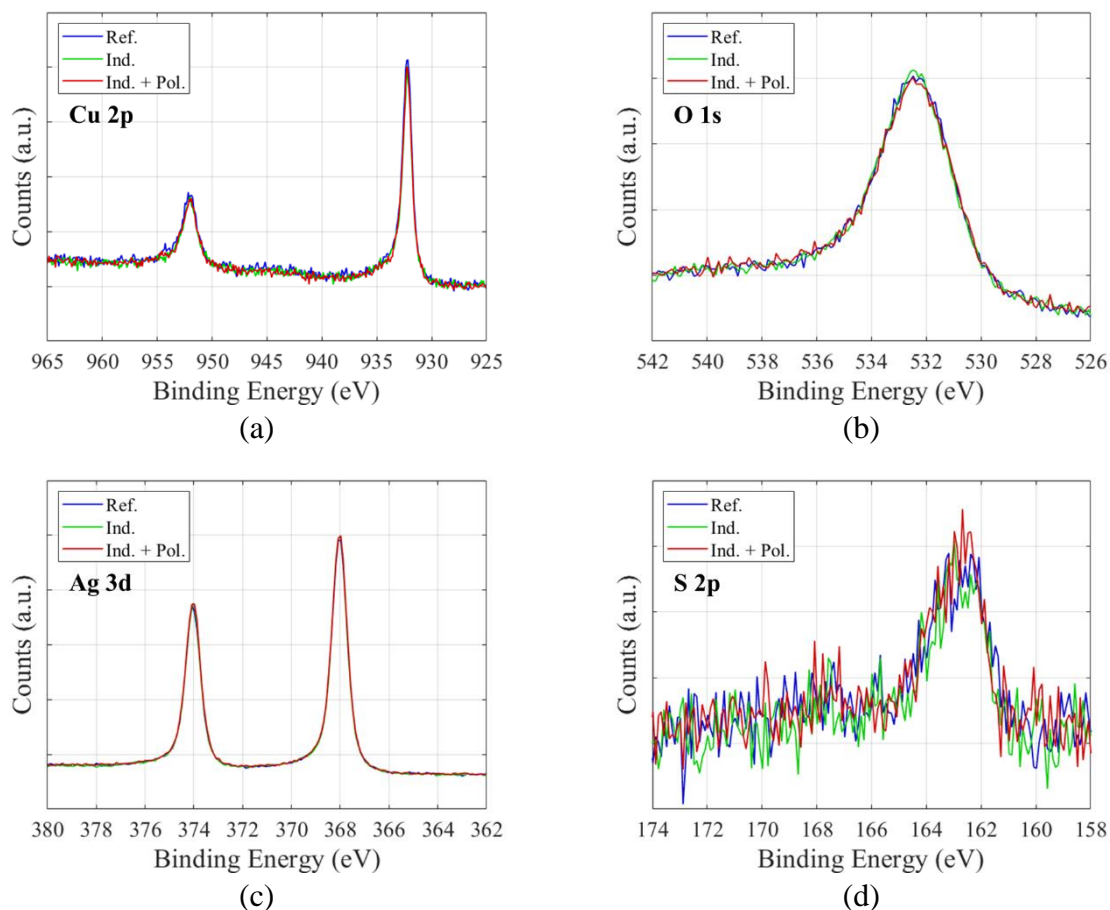 Ref.
Ind.
Ind. + Pol.
Cu 2p
Counts (a.u.)
965 960 955 950 945 940 935 930 925
Binding Energy (eV)
(a)
Ref.
Ind.
Ind. + Pol.
O 1s
Counts (a.u.)
542 540 538 536 534 532 530 528 526
Binding Energy (eV)
(b)
Ref.
Ind.
Ind. + Pol.
Ag 3d
Counts (a.u.)
380 378 376 374 372 370 368 366 364 362
Binding Energy (eV)
(c)
Ref.
Ind.
Ind. + Pol.
S 2p
Counts (a.u.)
174 172 170 168 166 164 162 160 158
Binding Energy (eV)
(d)